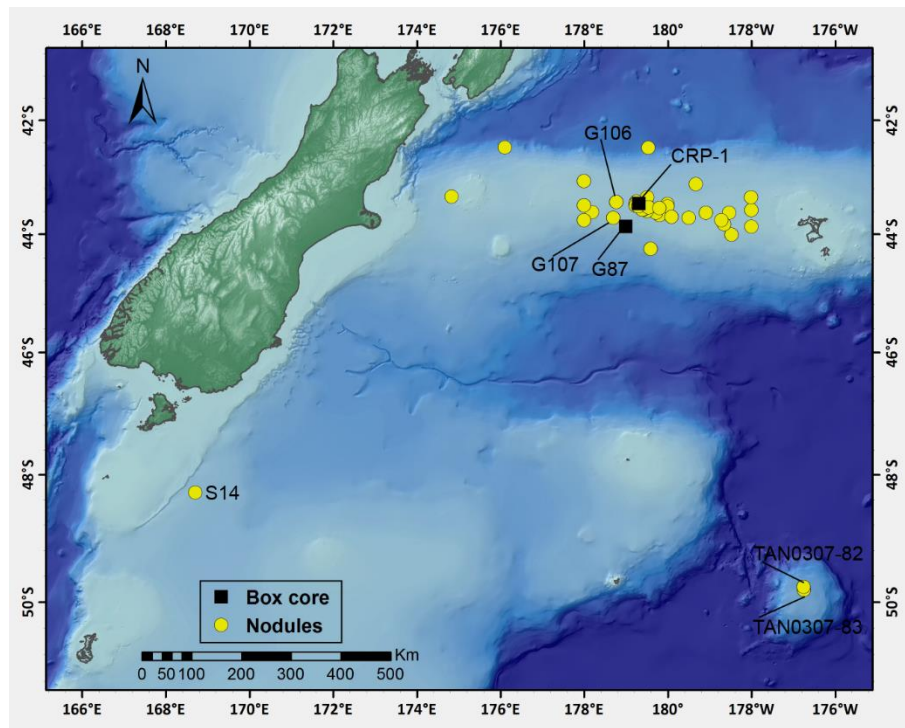 166°E 168°E 170°E 172°E 174°E 176°E 178°E 180° 178°W 176°W
N
42°S 42°S
G106
CRP-1
44°S 44°S
G107
G87
46°S 46°S
48°S 48°S
S14
TAN0307-82
50°S 50°S
Box core
Nodules
TAN0307-83
Km
0 50 100 200 300 400 500
166°E 168°E 170°E 172°E 174°E 176°E 178°E 180° 178°W 176°W